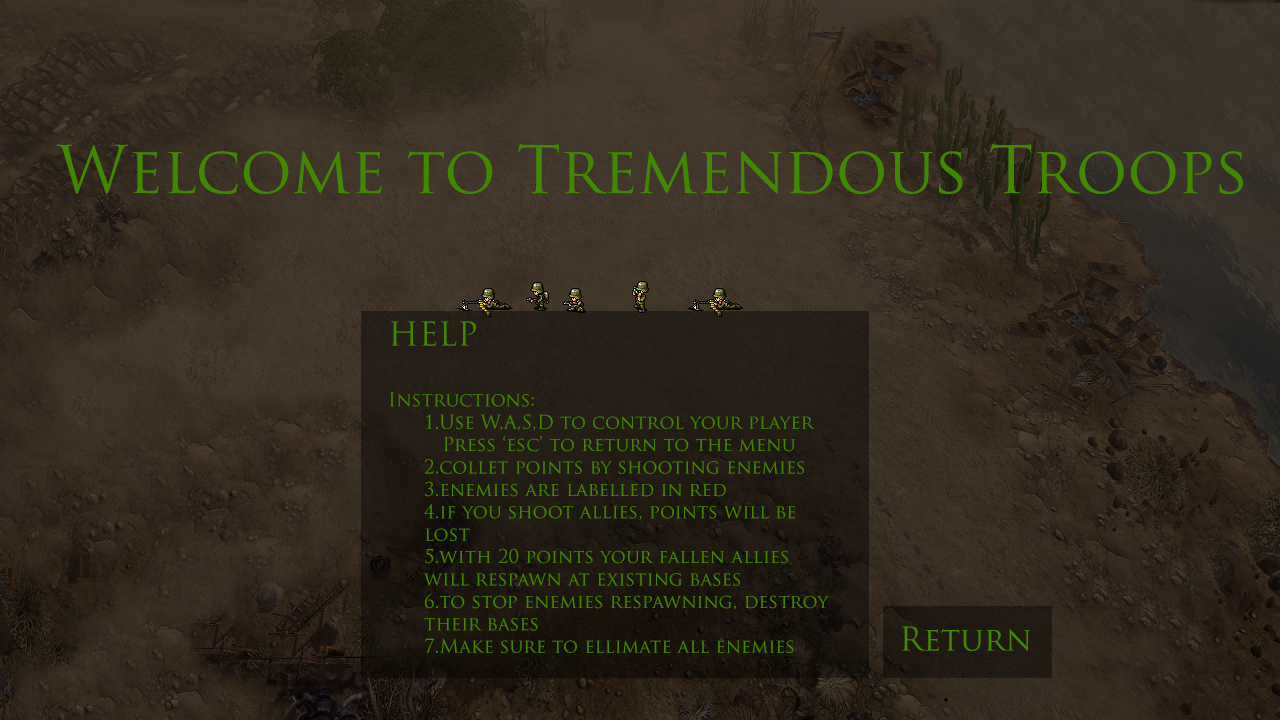 Welcome to Tremendous Troops
HELP
Instructions:
1.Use W,A,S,D to control your player
Press 'esc' to return to the menu
2.collet points by shooting enemies
3.enemies are labelled in red
4.if you shoot allies, points will be
lost
5.with 20 points your fallen allies
will respawn at existing bases
6.to stop enemies respawning, destroy
their bases
7.Make sure to ellimate all enemies
Return